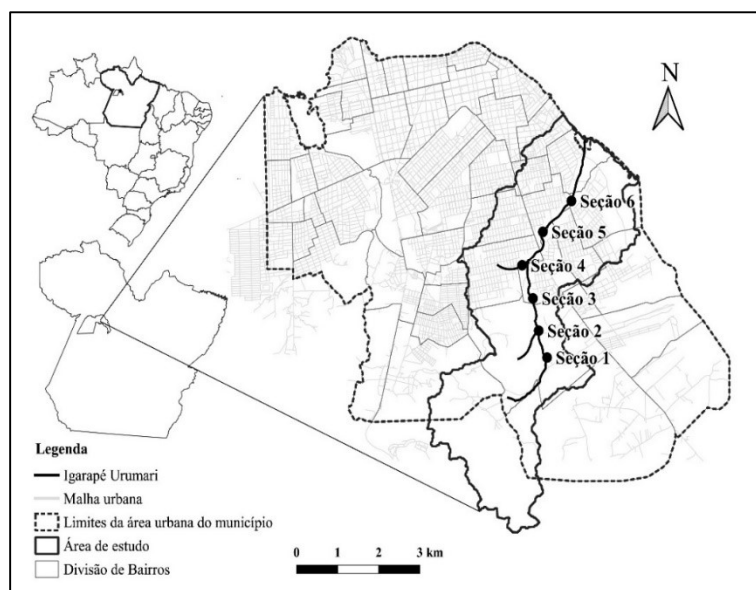 N
Seção 6
Seção 5
Seção 4
Seção 3
Seção 2
Seção 1
Legenda
Igarapé Urumari
Malha urbana
Limites da área urbana do município
Área de estudo
Divisão de Bairros
0 1 2 3 km